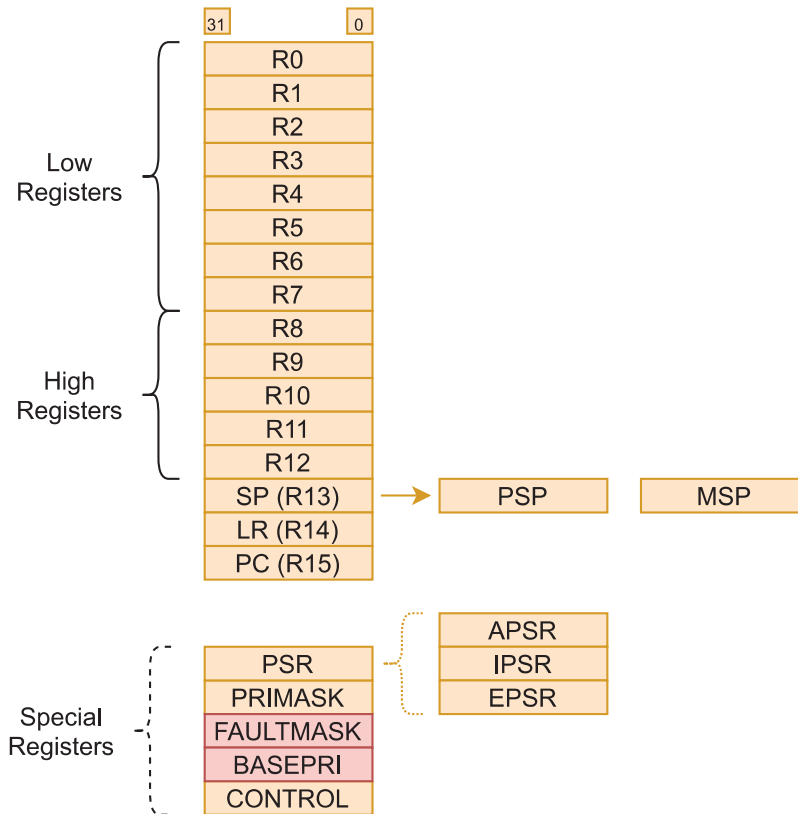 31
0
R0
R1
R2
R3
R4
R5
R6
R7
Low
Registers
R8
R9
R10
R11
R12
High
Registers
SP (R13)
PSP
MSP
LR (R14)
PC (R15)
Special
Registers
PSR
PRIMASK
FAULTMASK
BASEPRI
CONTROL
APSR
IPSR
EPSR